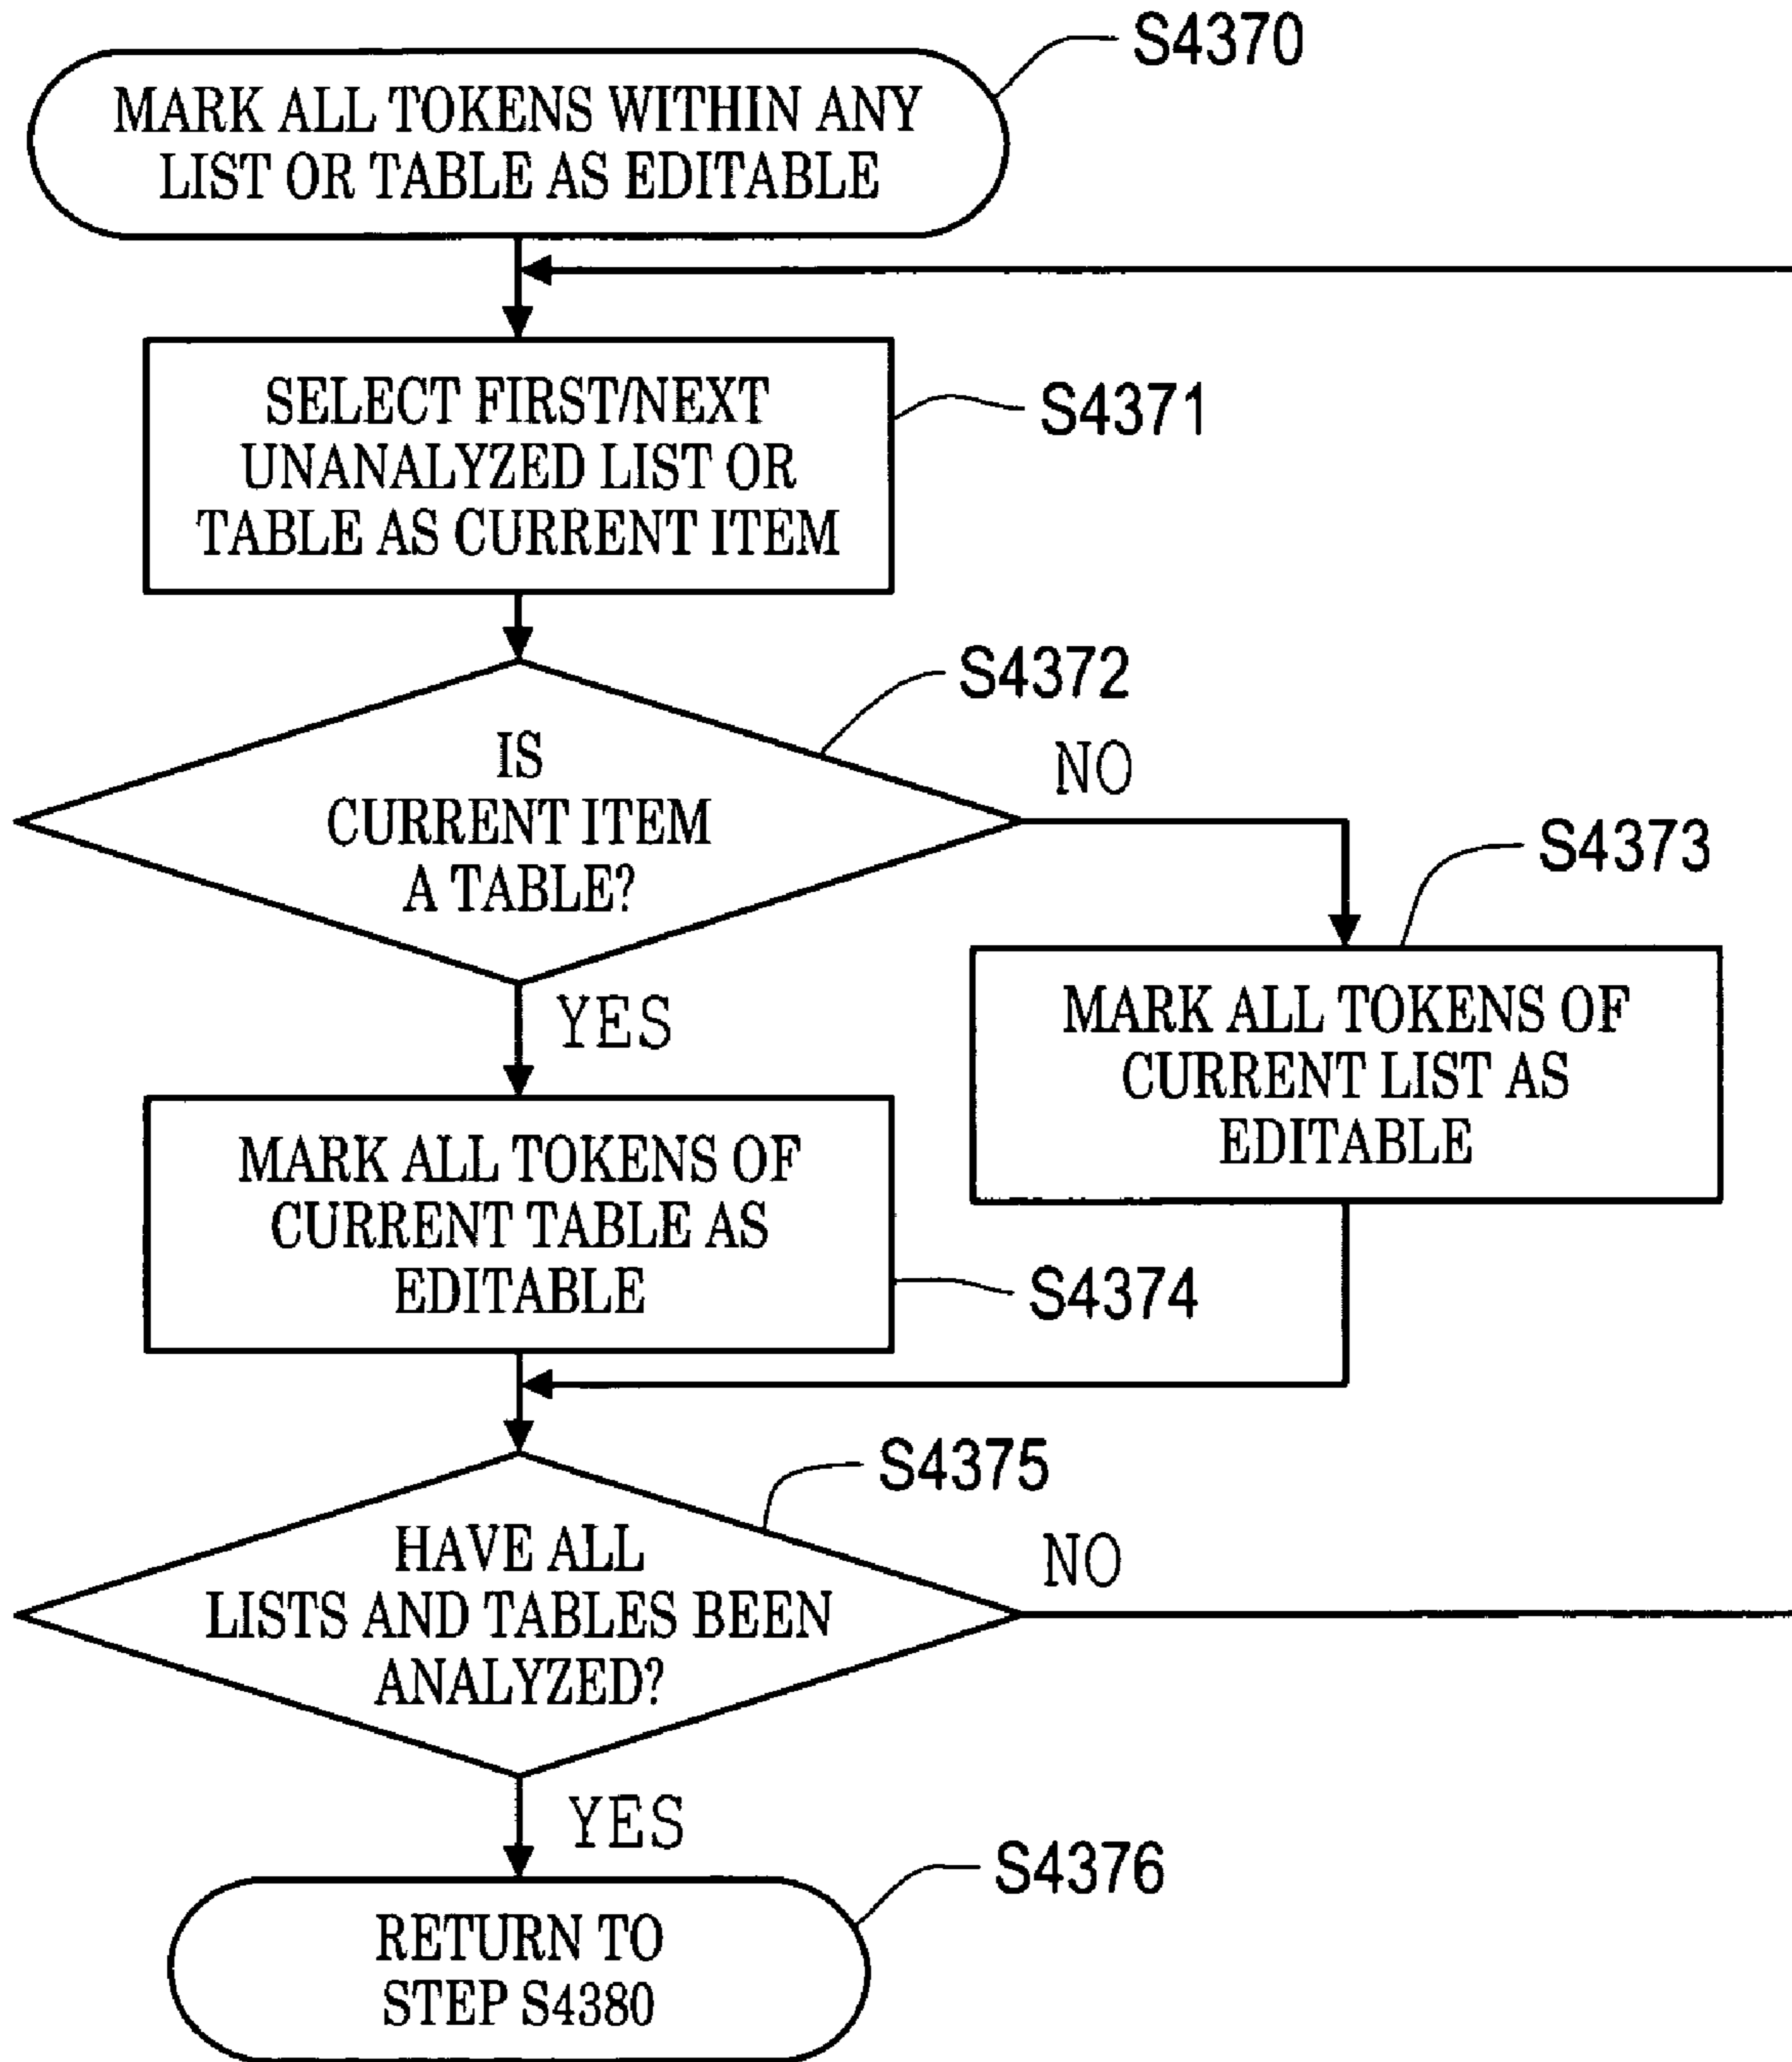 S4370
MARK ALL TOKENS WITHIN ANY
LIST OR TABLE AS EDITABLE
SELECT FIRST/NEXT
UNANALYZED LIST OR
TABLE AS CURRENT ITEM
S4371
S4372
IS
CURRENT ITEM
A TABLE?
NO
YES
S4373
MARK ALL TOKENS OF
CURRENT LIST AS
EDITABLE
MARK ALL TOKENS OF
CURRENT TABLE AS
EDITABLE
S4374
S4375
HAVE ALL
LISTS AND TABLES BEEN
ANALYZED?
NO
YES
S4376
RETURN TO
STEP S4380